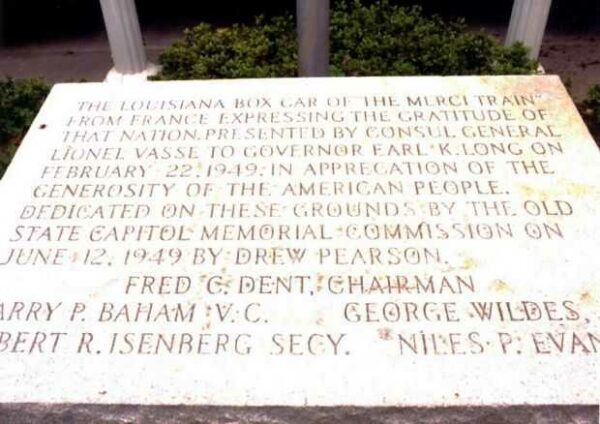 THE LOUISIANA BOX CAR OF "THE MERCI TRAIN"
FROM FRANCE EXPRESSING THE GRATITUDE OF
THAT NATION, PRESENTED BY CONSUL GENERAL
LIONEL VASSE TO GOVERNOR EARL K. LONG ON
FEBRUARY 22, 1949, IN APPRECATION OF THE
GENEROSITY OF THE AMERICAN PEOPLE.
DEDICATED ON THESE GROUNDS BY THE OLD
STATE CAPITOL MEMORIAL COMMISSION ON
JUNE 12, 1949 BY DREW PEARSON.
FRED C. DENT, CHAIRMAN
ARRY P. BAHAM V. C. GEORGE WILDES,
BERT R. ISENBERG SECY. NILES P. EVAN